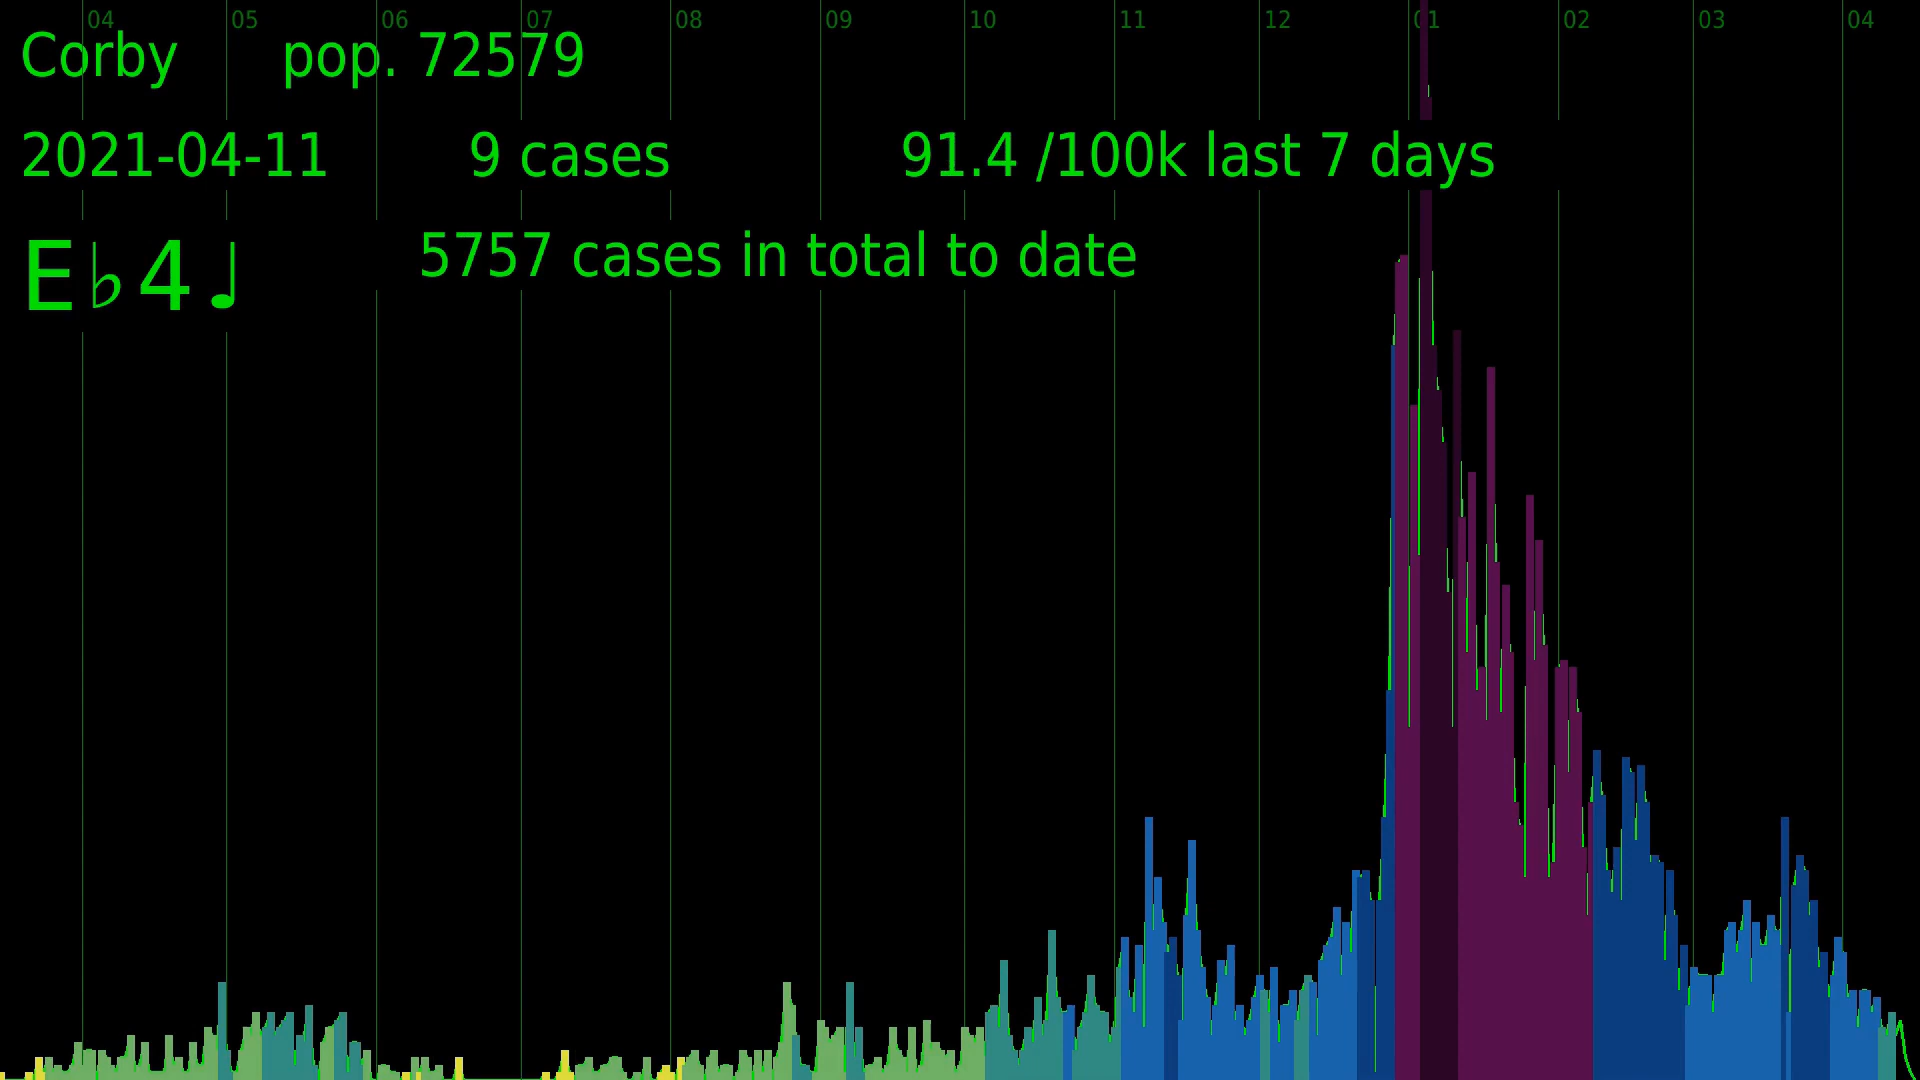 04 05 06 07 08 09 10 11 12 01 02 03 04
Corby pop. 72579
2021-04-11 9 cases 91.4 /100k last 7 days
E♭4♩ 5757 cases in total to date